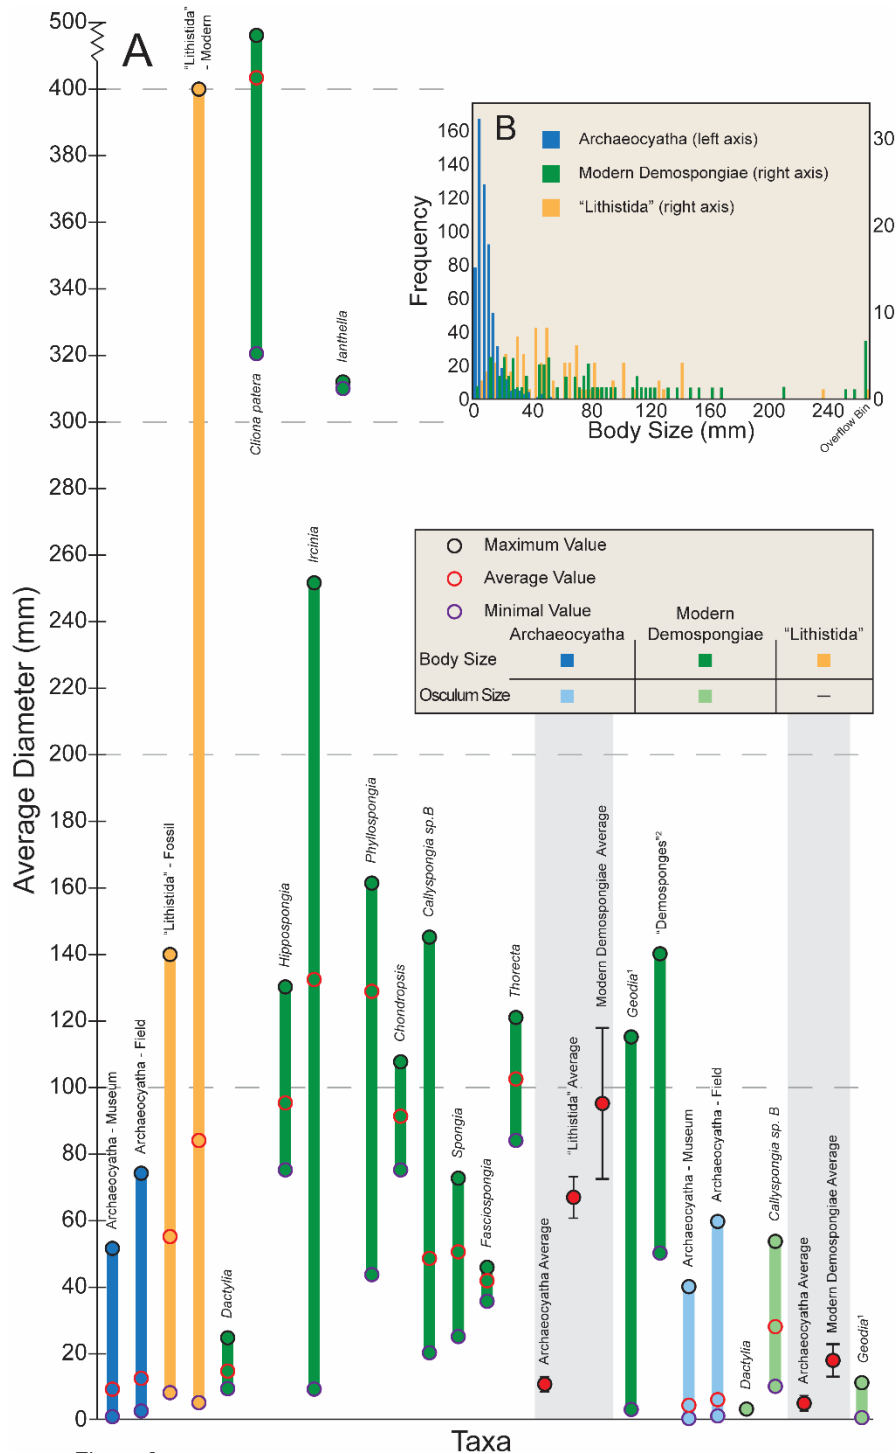 A
500
400
380
360
340
320
300
280
260
240
220
200
180
160
140
120
100
80
60
40
20
0
Average Diameter (mm)
Taxa
Archaeocyatha - Museum
Archaeocyatha - Field
"Lithistida" - Fossil
"Lithistida"
- Modern
Dactylia
Cliona patera
Hippospongia
Ircinia
Ianthella
Phyllospongia
Chondropsis
Callyspongia sp.B
Spongia
Fasciospongia
Thorecta
Archaeocyatha Average
"Lithistida" Average
Modern Demospongiae Average
Geodia¹
"Demosponges"²
Archaeocyatha - Museum
Archaeocyatha - Field
Dactylia
Callyspongia sp. B
Archaeocyatha Average
Modern Demospongiae Average
Geodia¹
B
Archaeocyatha (left axis)
Modern Demospongiae (right axis)
"Lithistida" (right axis)
Frequency
160
140
120
100
80
60
40
20
0
30
20
10
0
0 40 80 120 160 200 240
Overflow Bin
Body Size (mm)
Maximum Value
Average Value
Minimal Value
Archaeocyatha
Modern
Demospongiae
"Lithistida"
Body Size
Osculum Size
–